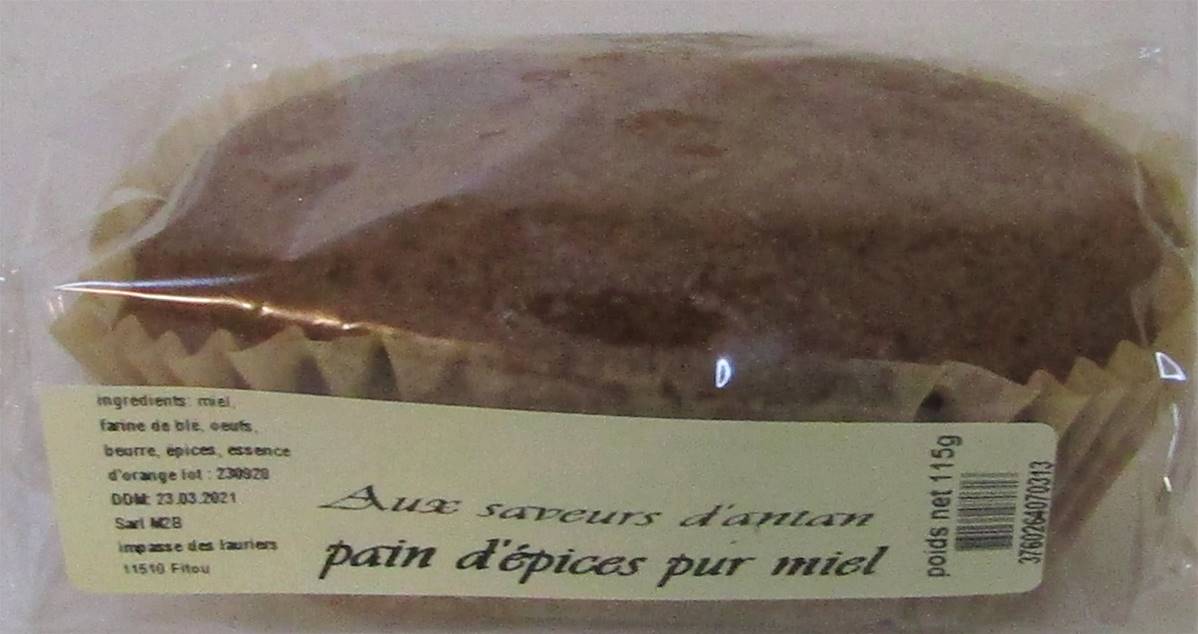 ingrédients: miel,
farine de blé, oeufs,
beurre, épices, essence
d'orange lot : 230920
DDM: 23.03.2021
Sarl M2B
impasse des lauriers
11510 Fitou
Aux saveurs d'antan
pain d'épices pur miel
poids net 115g
3760264070313